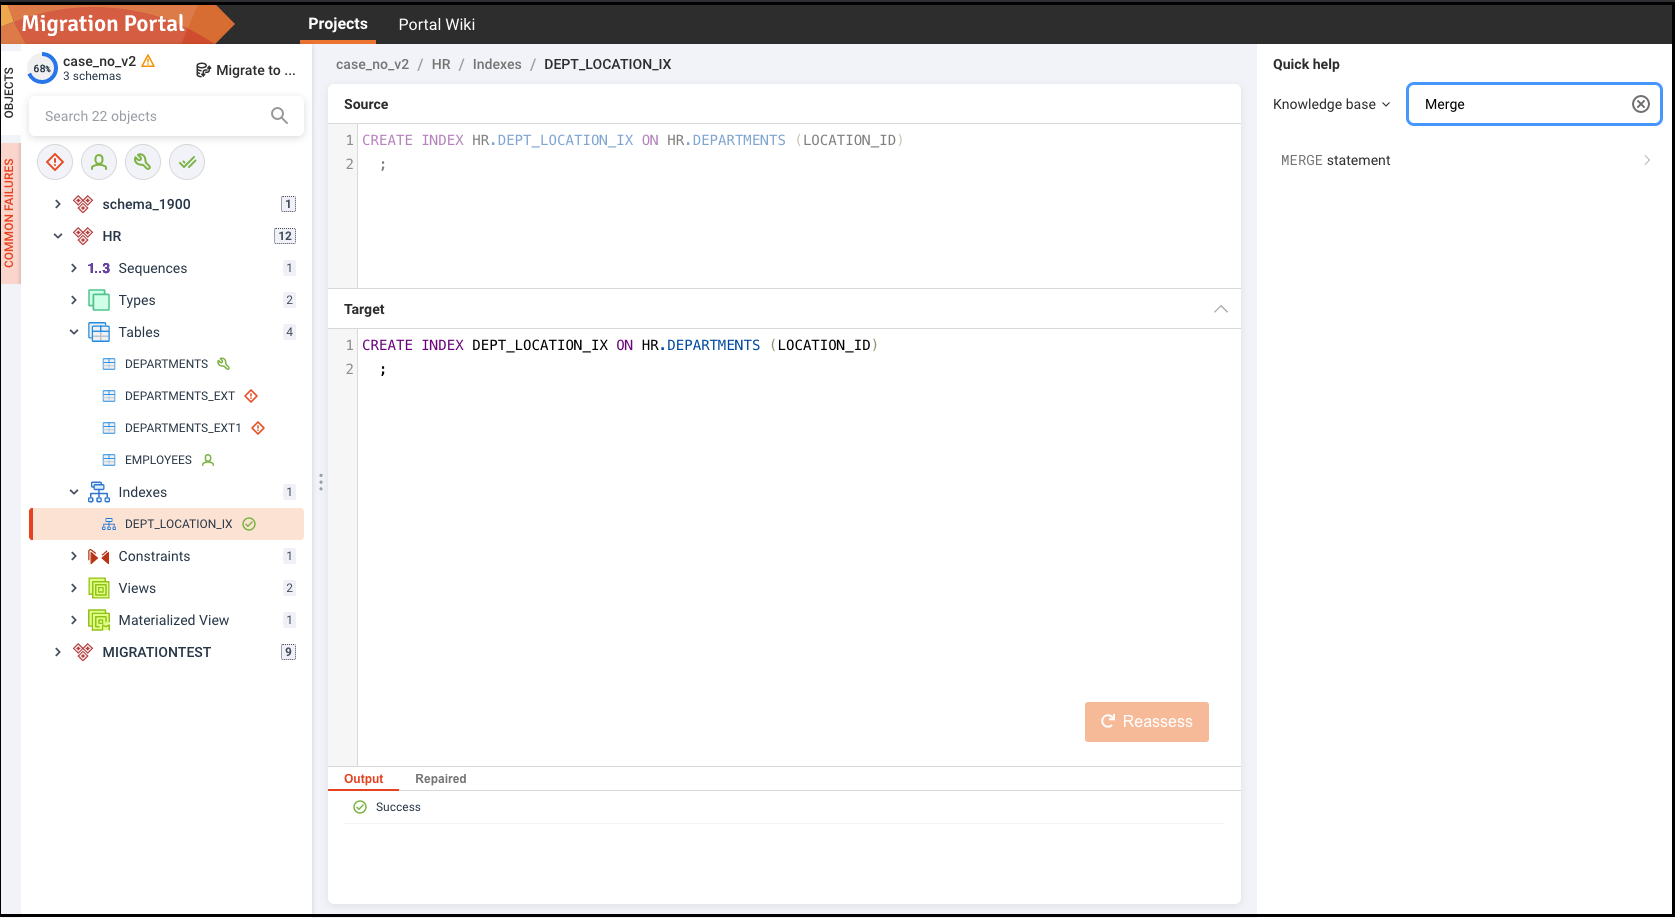 Migration Portal
Projects
Portal Wiki
OBJECTS
COMMON FAILURES
68%
case_no_v2
3 schemas
Migrate to ...
Search 22 objects
schema_1900 1
HR 12
1..3 Sequences 1
Types 2
Tables 4
DEPARTMENTS
DEPARTMENTS_EXT
DEPARTMENTS_EXT1
EMPLOYEES
Indexes 1
DEPT_LOCATION_IX
Constraints 1
Views 2
Materialized View 1
MIGRATIONTEST 9
case_no_v2 / HR / Indexes / DEPT_LOCATION_IX
Source
1 CREATE INDEX HR.DEPT_LOCATION_IX ON HR.DEPARTMENTS (LOCATION_ID)
2 ;
Target
1 CREATE INDEX DEPT_LOCATION_IX ON HR.DEPARTMENTS (LOCATION_ID)
2 ;
Reassess
Output
Repaired
Success
Quick help
Knowledge base
Merge
MERGE statement